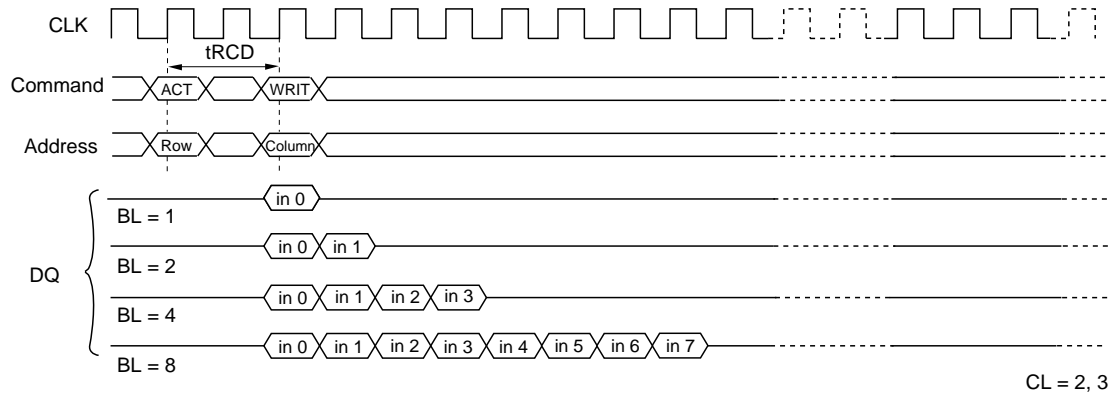 CLK
tRCD
Command ACT WRIT
Address Row Column
in 0
BL = 1
in 0 in 1
BL = 2
DQ
in 0 in 1 in 2 in 3
BL = 4
in 0 in 1 in 2 in 3 in 4 in 5 in 6 in 7
BL = 8
CL = 2, 3